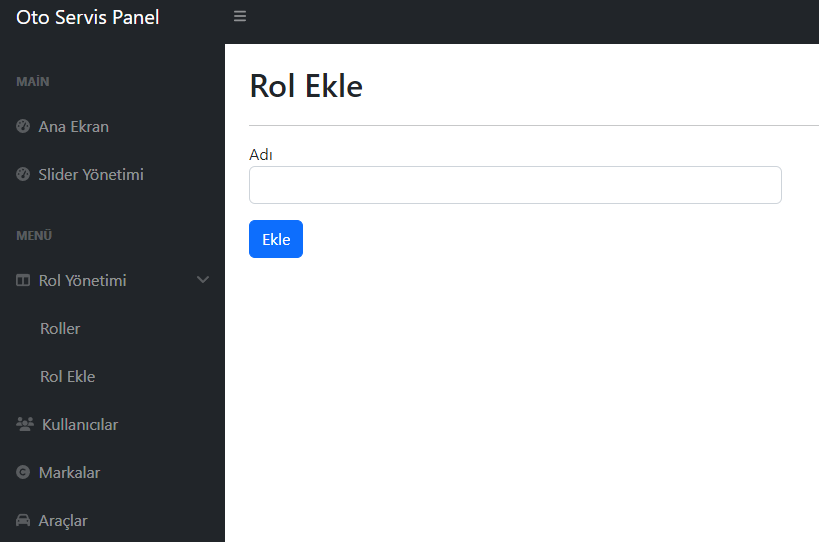 Oto Servis Panel
MAİN
Ana Ekran
Slider Yönetimi
MENÜ
Rol Yönetimi
Roller
Rol Ekle
Kullanıcılar
Markalar
Araçlar
Rol Ekle
Adı
Ekle